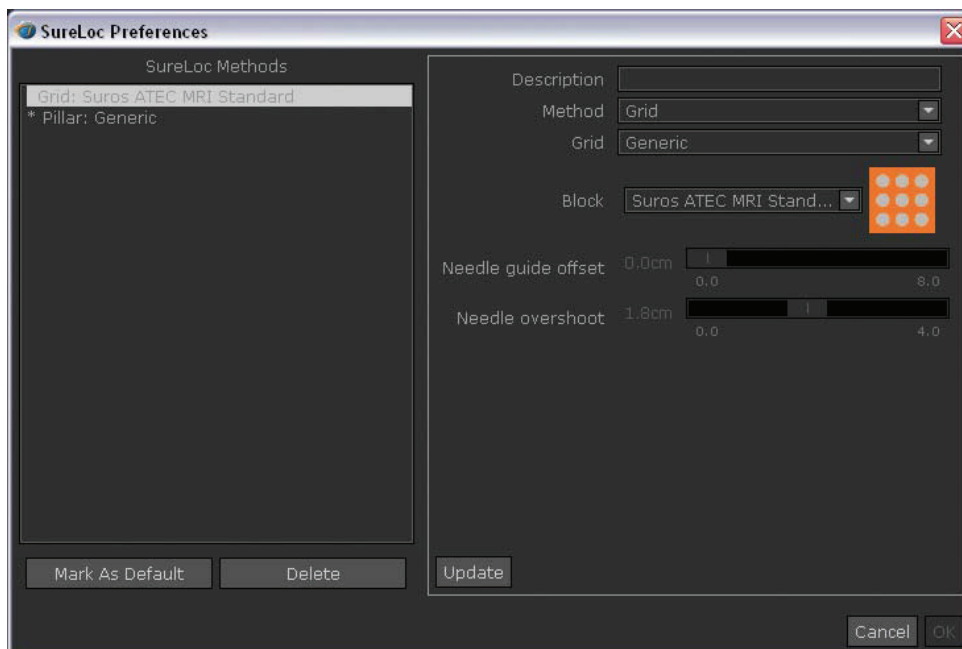 SureLoc Preferences
SureLoc Methods
Grid: Suros ATEC MRI Standard
* Pillar: Generic
Mark As Default
Delete
Description
Method
Grid
Grid
Generic
Block
Suros ATEC MRI Stand...
Needle guide offset
0.0cm
0.0
8.0
Needle overshoot
1.8cm
0.0
4.0
Update
Cancel
OK